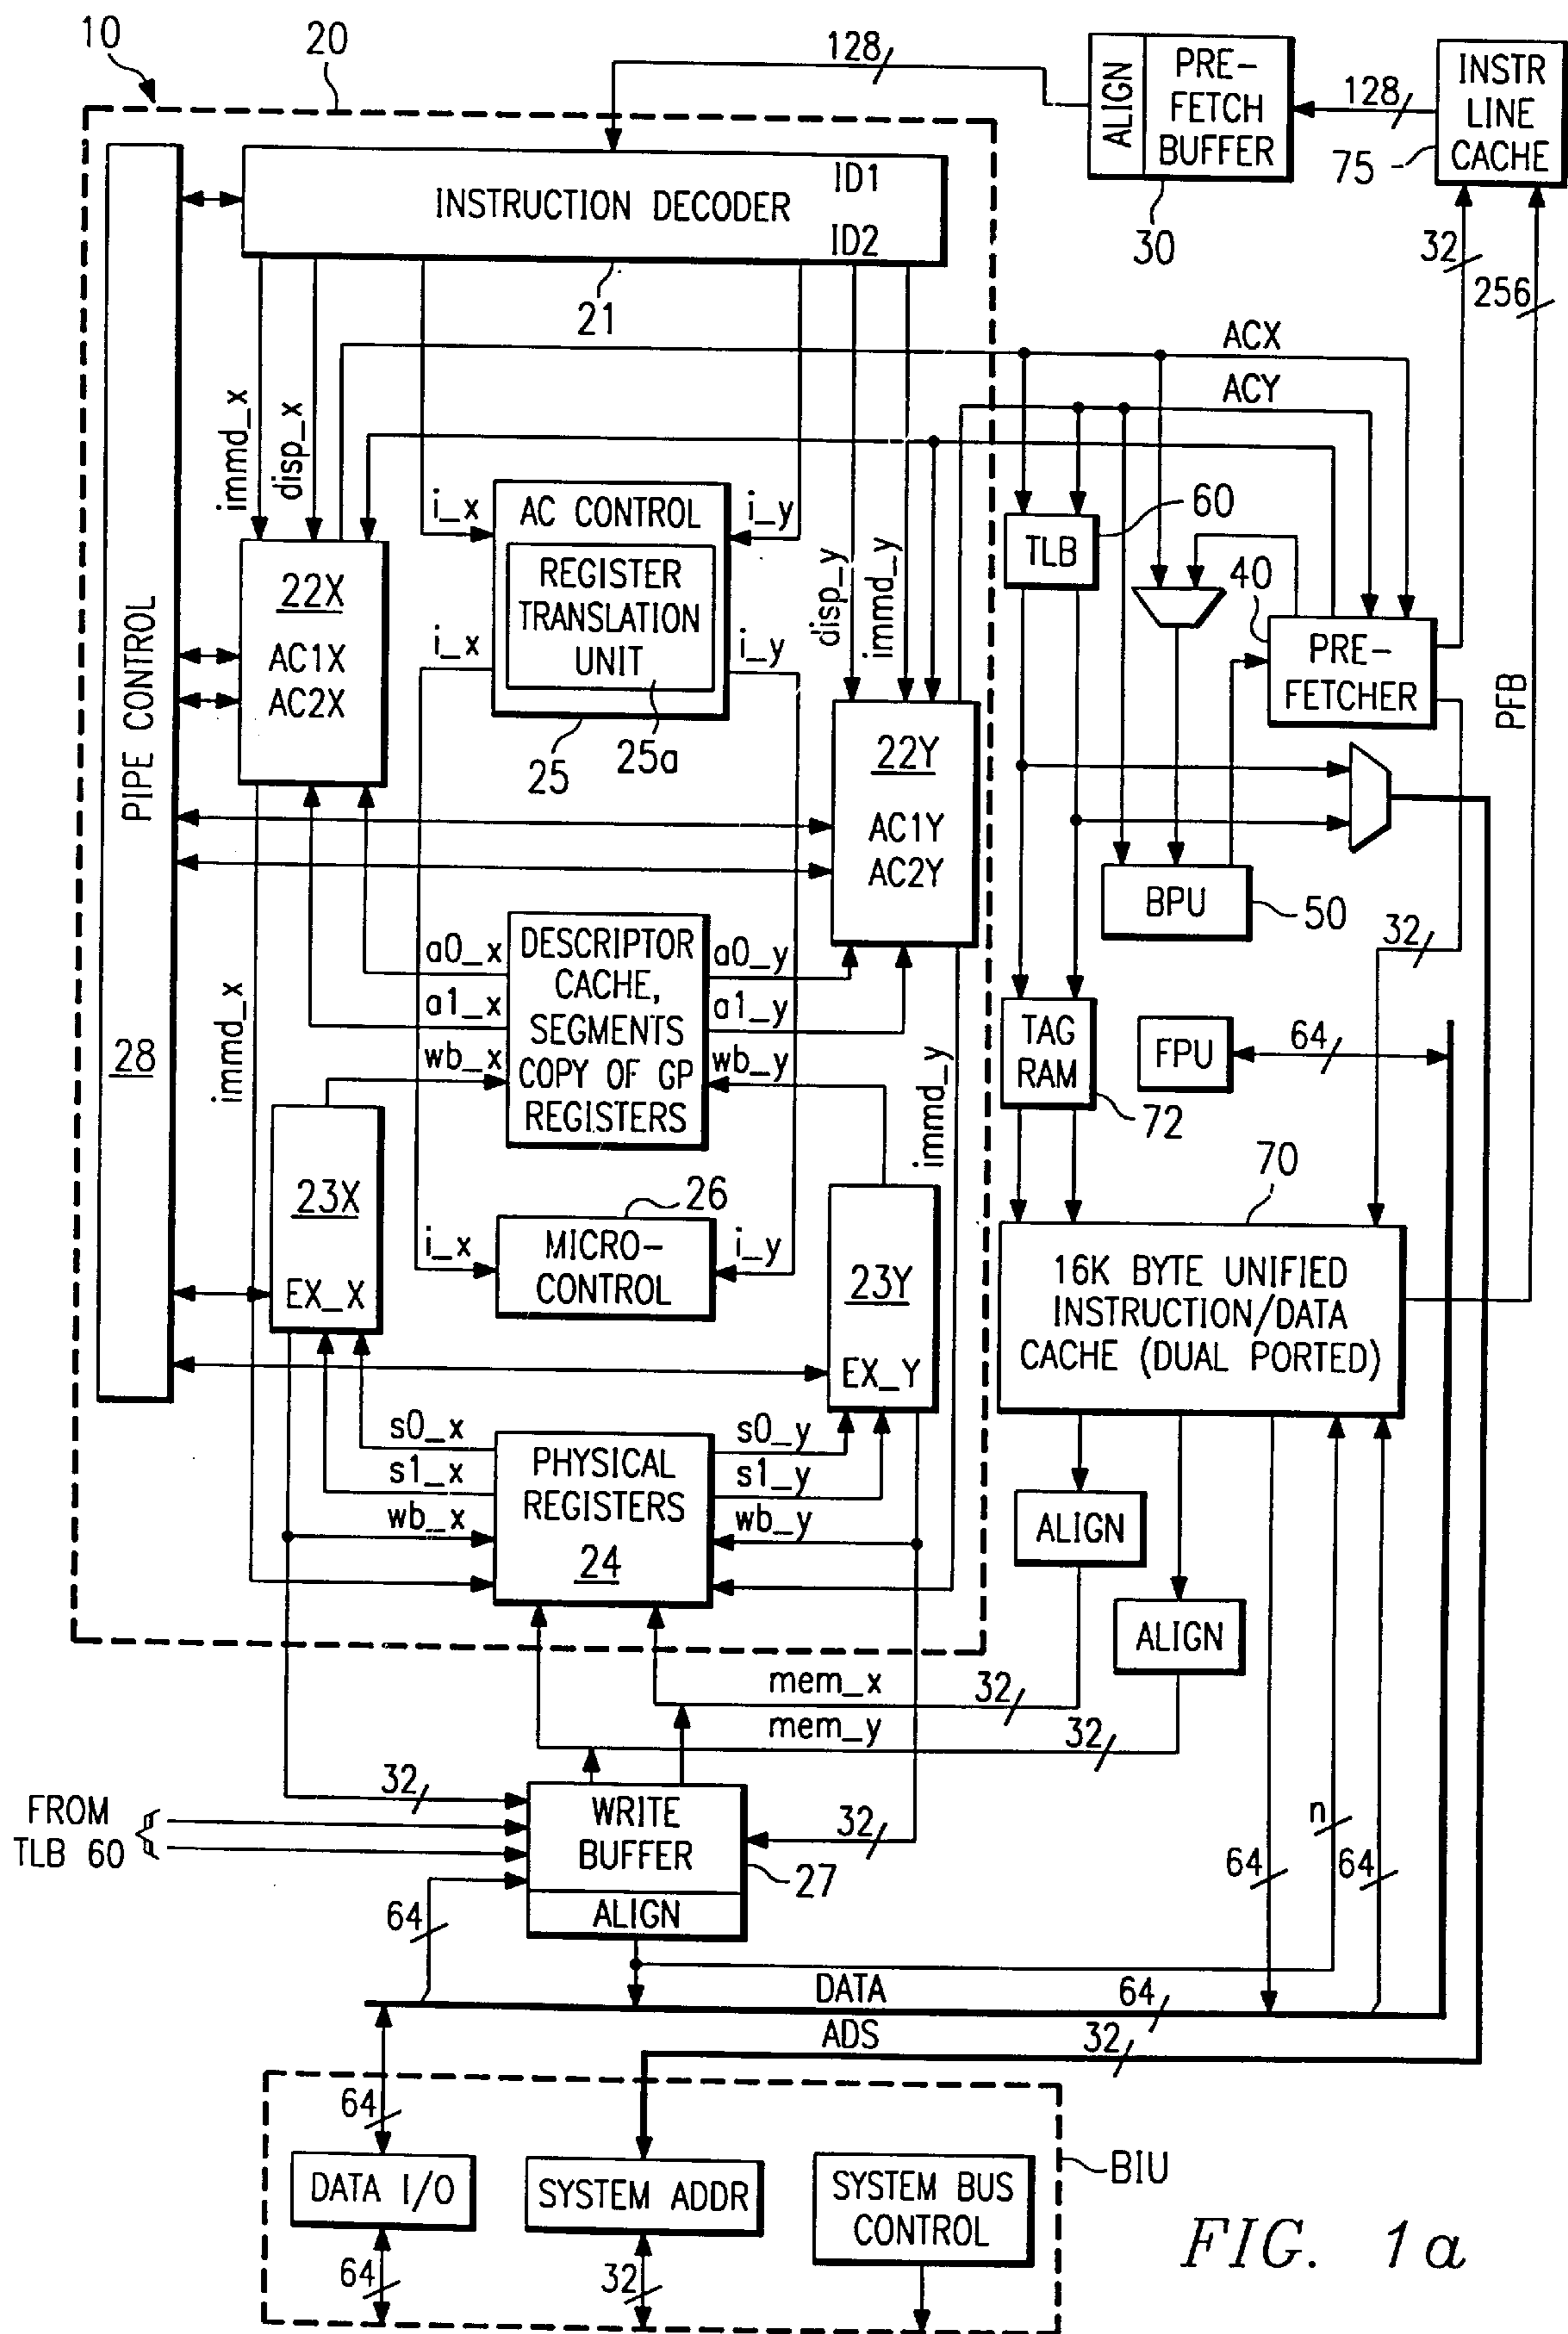 10
20
128
ALIGN
PRE-
FETCH
BUFFER
30
128
INSTR
LINE
CACHE
75
32
256
PFB
INSTRUCTION DECODER
ID1
ID2
21
ACX
ACY
immd_x
disp_x
i_x
AC CONTROL
i_y
REGISTER
TRANSLATION
UNIT
i_x
i_y
25
25a
disp_y
immd_y
TLB
60
40
PRE-
FETCHER
22X
AC1X
AC2X
PIPE CONTROL
28
22Y
AC1Y
AC2Y
BPU
50
32
a0_x
a1_x
wb_x
DESCRIPTOR
CACHE,
SEGMENTS
COPY OF GP
REGISTERS
a0_y
a1_y
wb_y
immd_x
immd_y
TAG
RAM
72
FPU
64
70
23X
EX_X
26
i_x
MICRO-
CONTROL
i_y
23Y
EX_Y
16K BYTE UNIFIED
INSTRUCTION/DATA
CACHE (DUAL PORTED)
s0_x
s1_x
wb_x
PHYSICAL
REGISTERS
24
s0_y
s1_y
wb_y
ALIGN
ALIGN
mem_x
32
mem_y
32
FROM
TLB 60
32
WRITE
BUFFER
ALIGN
27
32
64
n
64
64
DATA
64
ADS
32
64
DATA I/O
64
SYSTEM ADDR
32
SYSTEM BUS
CONTROL
BIU
FIG. 1a